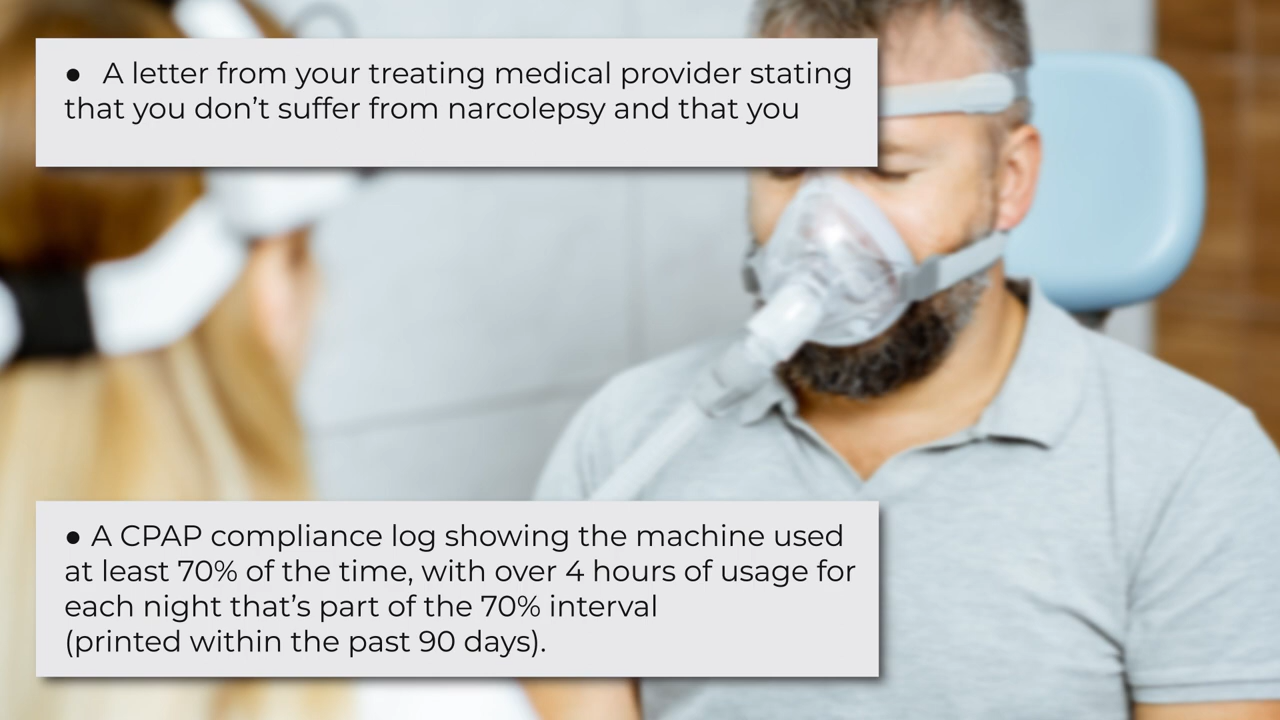 ● A letter from your treating medical provider stating
that you don’t suffer from narcolepsy and that you
● A CPAP compliance log showing the machine used
at least 70% of the time, with over 4 hours of usage for
each night that’s part of the 70% interval
(printed within the past 90 days).